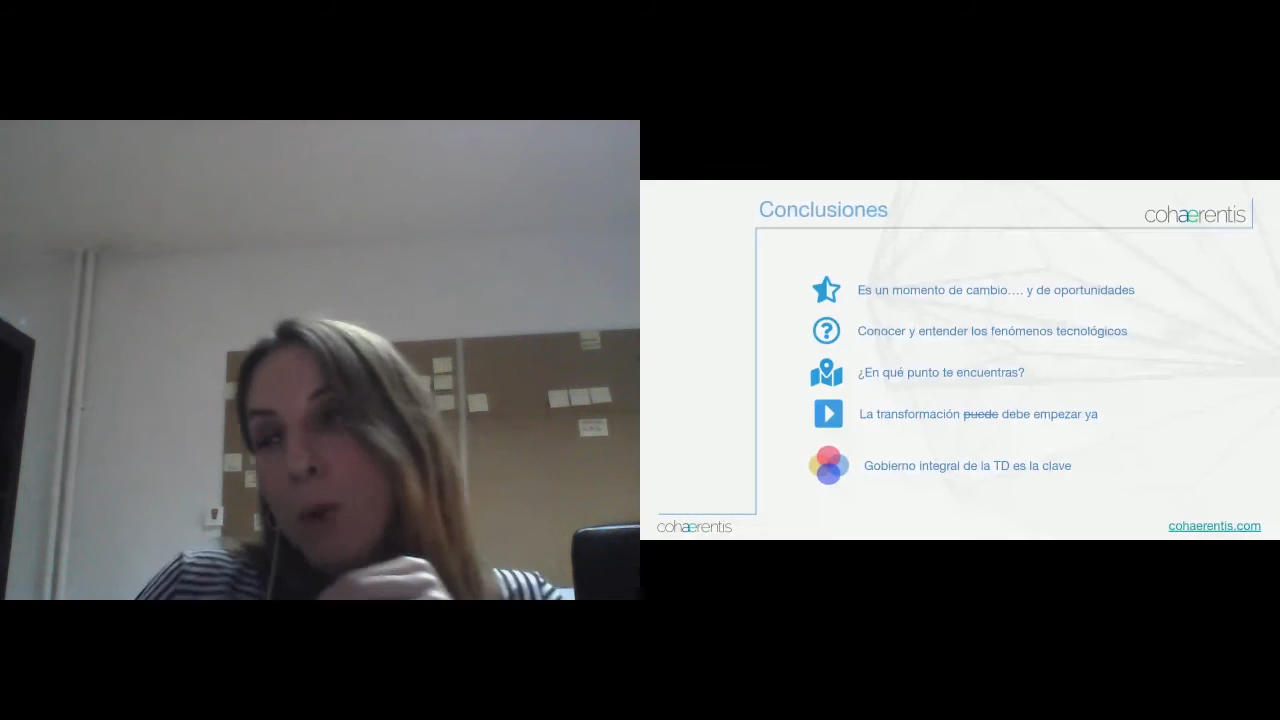 Conclusiones
cohaerentis
Es un momento de cambio.... y de oportunidades
Conocer y entender los fenómenos tecnológicos
¿En qué punto te encuentras?
La transformación puede debe empezar ya
Gobierno integral de la TD es la clave
cohaerentis
cohaerentis.com